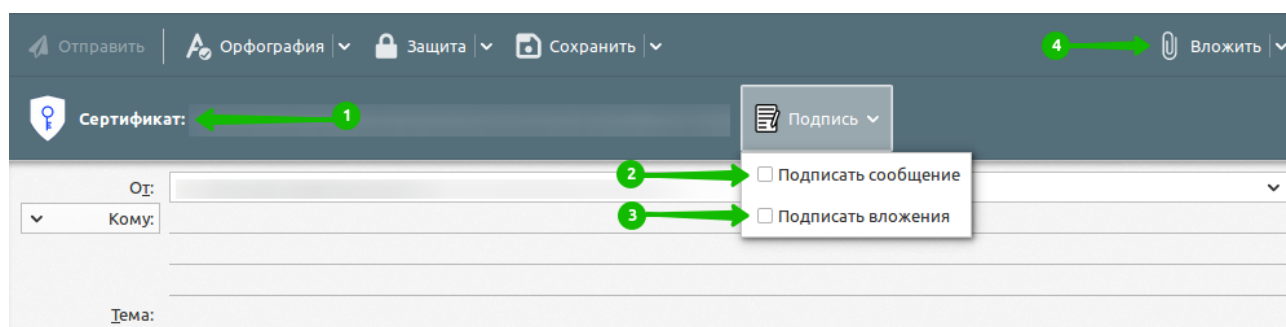 Отправить Орфография Защита Сохранить 4 Вложить
Сертификат: 1 Подпись
2 Подписать сообщение
От:
3 Подписать вложения
Кому:
Тема: